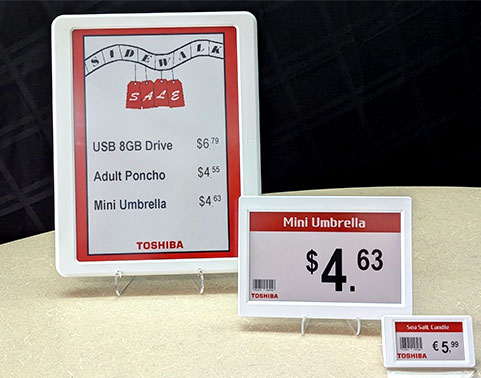 SIDEWALK
SALE
USB 8GB Drive $6.79
Adult Poncho $4.55
Mini Umbrella $4.63
TOSHIBA
Mini Umbrella
$4.63
TOSHIBA
Sea Salt Candle
€ 5,99
TOSHIBA